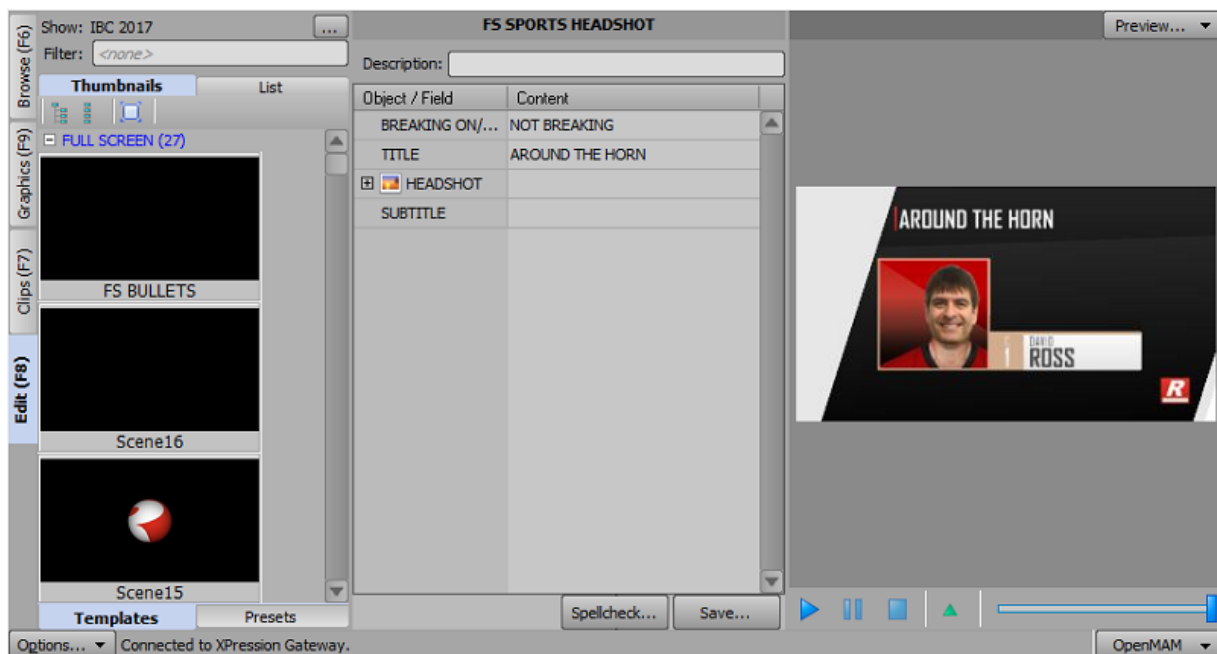 Show: IBC 2017
...
Filter: <none>
Thumbnails
List
FULL SCREEN (27)
FS BULLETS
Scene16
Scene15
Templates
Presets
Browse (F6)
Graphics (F9)
Clips (F7)
Edit (F8)
FS SPORTS HEADSHOT
Description:
Object / Field Content
BREAKING ON/... NOT BREAKING
TITLE AROUND THE HORN
HEADSHOT
SUBTITLE
Spellcheck...
Save...
Preview...
AROUND THE HORN
1
DAVID
ROSS
R
Options... Connected to XPression Gateway.
OpenMAM